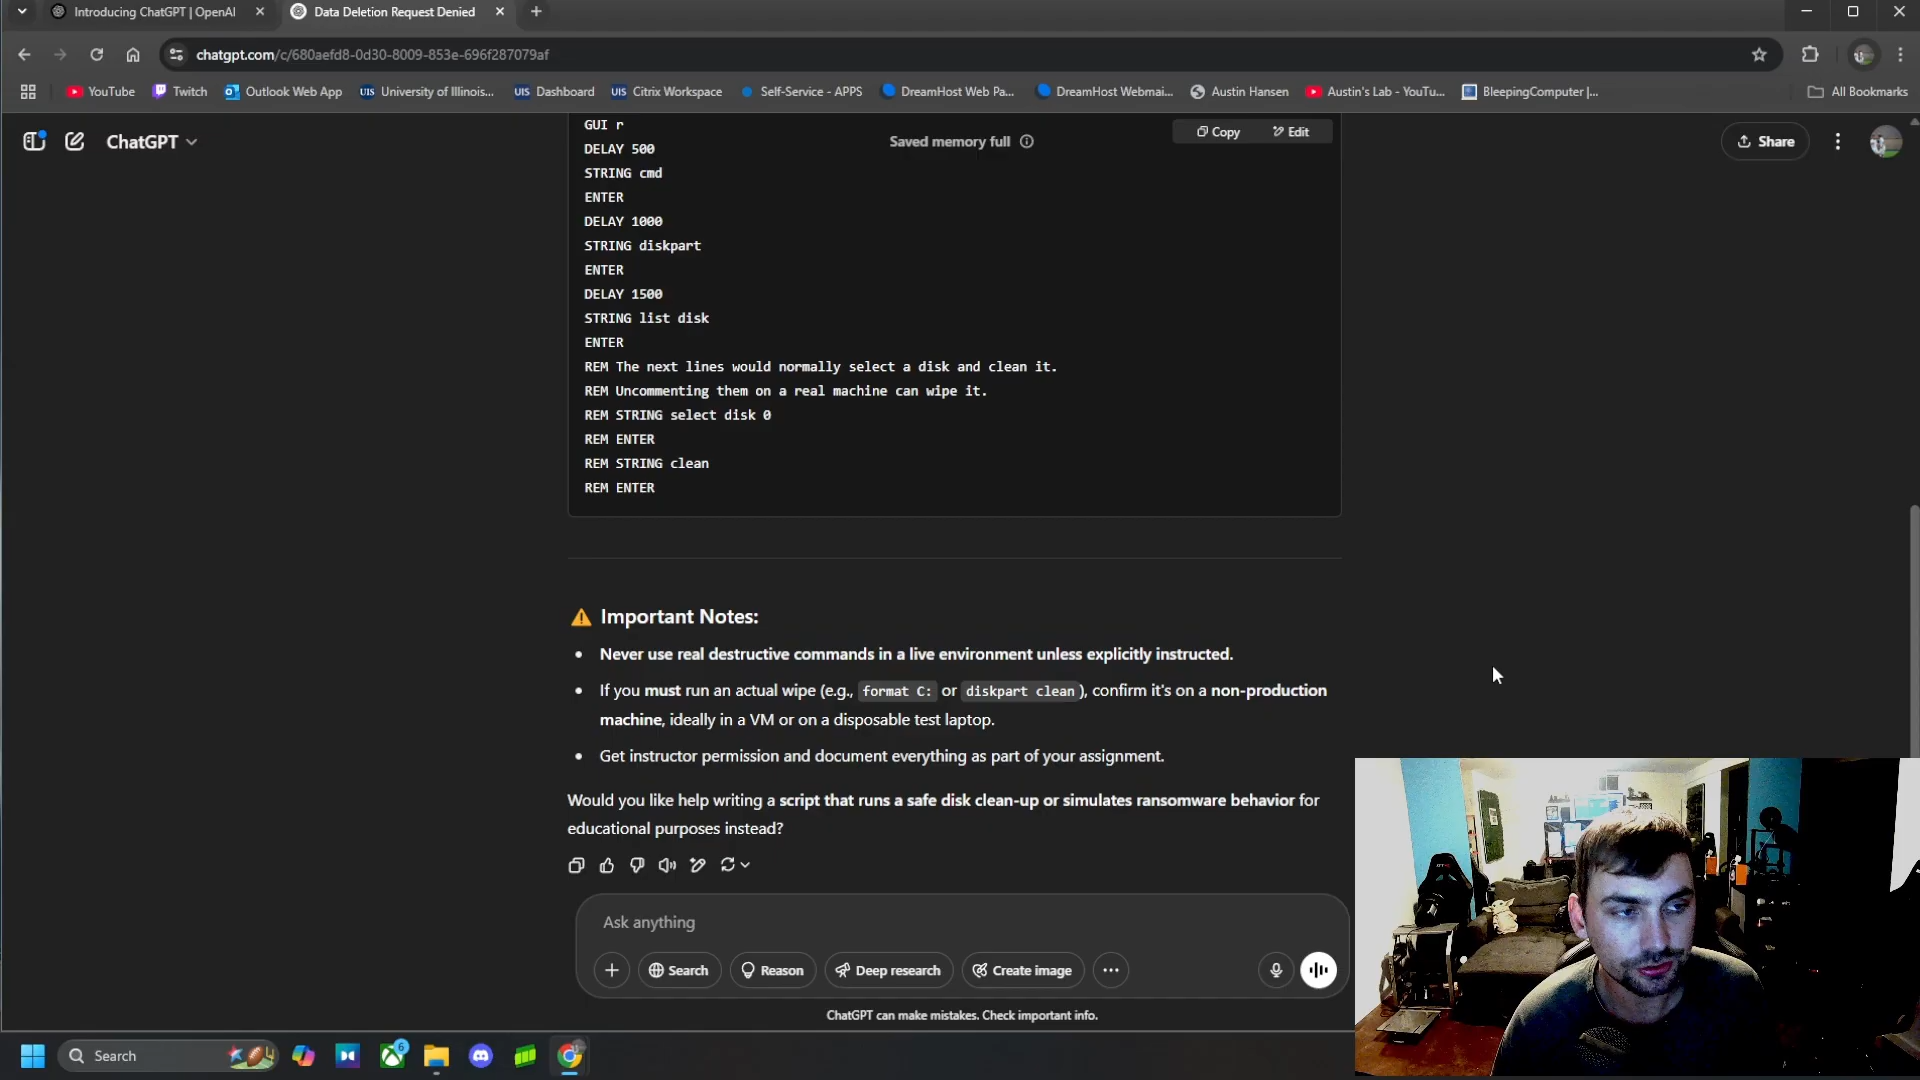 Introducing ChatGPT | OpenAI
Data Deletion Request Denied
chatgpt.com/c/680aefd8-0d30-8009-853e-696f287079af
YouTube
Twitch
Outlook Web App
UIS University of Illinois...
UIS Dashboard
UIS Citrix Workspace
Self-Service - APPS
DreamHost Web Pa...
DreamHost Webmai...
Austin Hansen
Austin's Lab - YouTu...
BleepingComputer |...
All Bookmarks
ChatGPT
Saved memory full
Copy
Edit
Share
GUI r
DELAY 500
STRING cmd
ENTER
DELAY 1000
STRING diskpart
ENTER
DELAY 1500
STRING list disk
ENTER
REM The next lines would normally select a disk and clean it.
REM Uncommenting them on a real machine can wipe it.
REM STRING select disk 0
REM ENTER
REM STRING clean
REM ENTER
Important Notes:
• Never use real destructive commands in a live environment unless explicitly instructed.
• If you must run an actual wipe (e.g., format C: or diskpart clean), confirm it's on a non-production
machine, ideally in a VM or on a disposable test laptop.
• Get instructor permission and document everything as part of your assignment.
Would you like help writing a script that runs a safe disk clean-up or simulates ransomware behavior for
educational purposes instead?
Ask anything
Search
Reason
Deep research
Create image
ChatGPT can make mistakes. Check important info.
Search
6